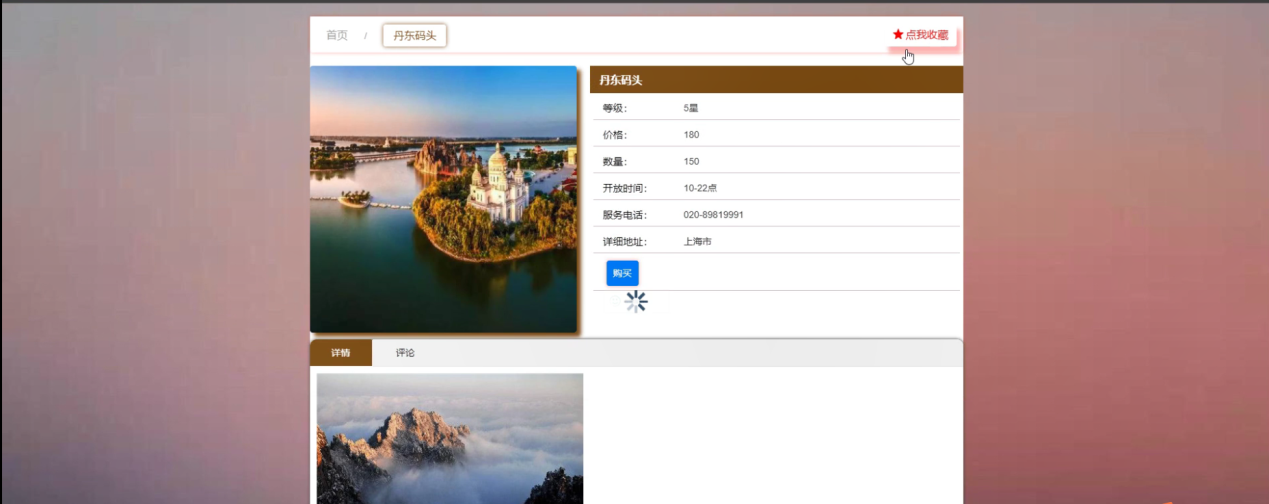 首页 / 丹东码头 ★点我收藏
丹东码头
等级： 5星
价格： 180
数量： 150
开放时间： 10-22点
服务电话： 020-89819991
详细地址： 上海市
购买
详情 评论